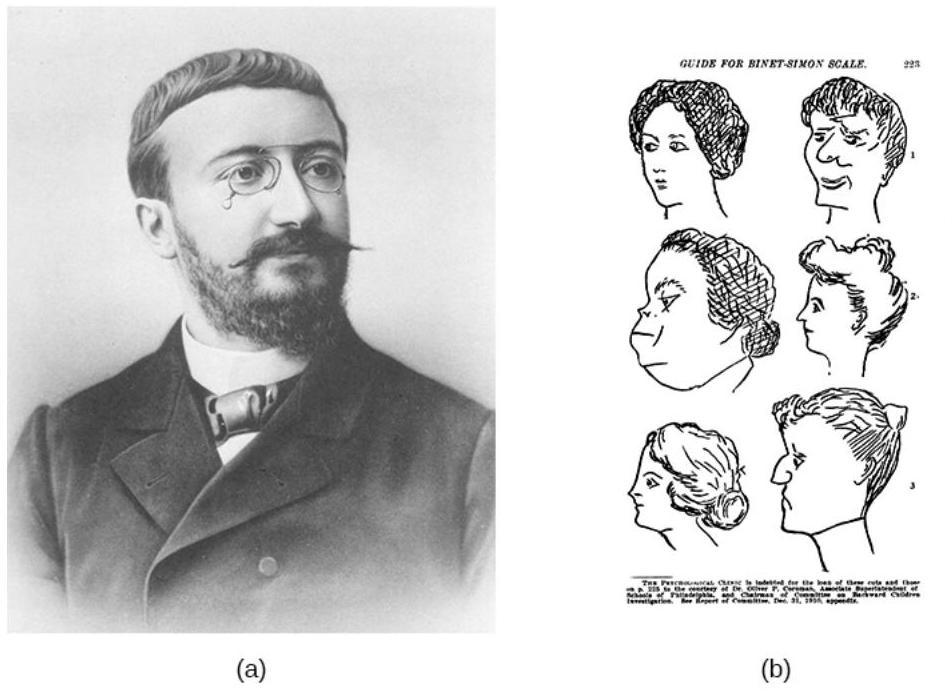 GUIDE FOR BINET-SIMON SCALE. 223
1
2.
3
THE PSYCHOLOGICAL CLINIC is indebted for the loan of these cuts and those
on p. 225 to the courtesy of Dr. Oliver P. Cornman, Associate Superintendent of
Schools of Philadelphia, and Chairman of Committee on Backward Children
Investigation. See Report of Committee, Dec. 31, 1910, appendix.
(a) (b)